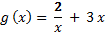 g (x) = 2/x + 3 x